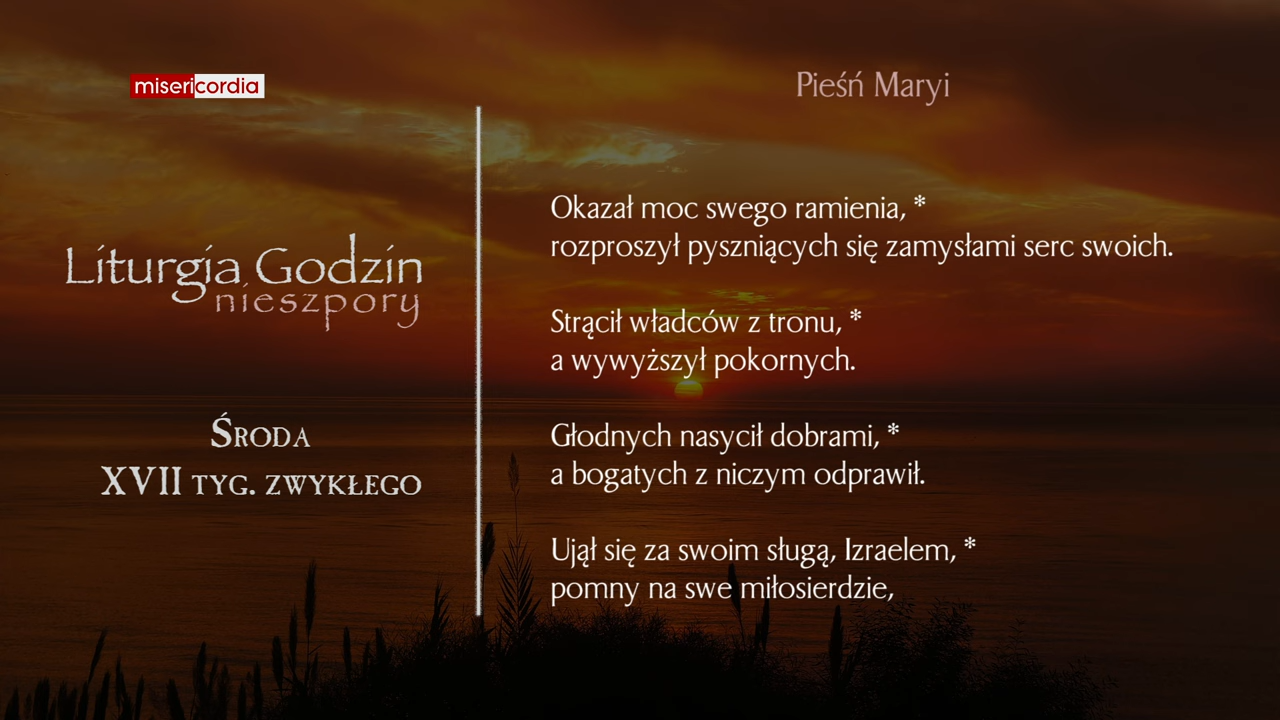 misericordia
Pieśń Maryi
Liturgia Godzin
nieszpory
Środa
XVII tyg. zwykłego
Okazał moc swego ramienia, *
rozproszył pyszniących się zamysłami serc swoich.
Strącił władców z tronu, *
a wywyższył pokornych.
Głodnych nasycił dobrami, *
a bogatych z niczym odprawił.
Ujął się za swoim sługą, Izraelem, *
pomny na swe miłosierdzie,